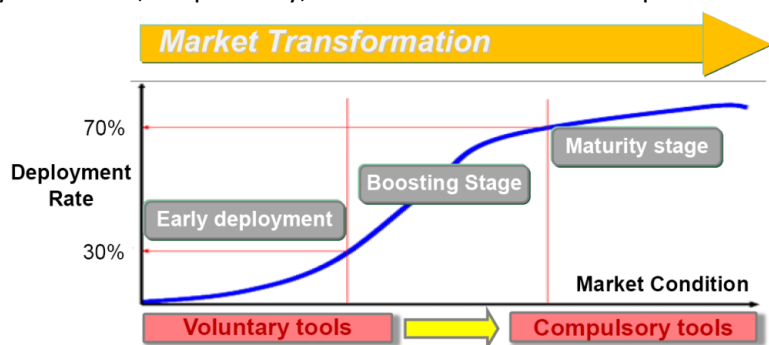 Market Transformation
70%
Maturity stage
Deployment
Rate
Boosting Stage
Early deployment
30%
Market Condition
Voluntary tools
Compulsory tools